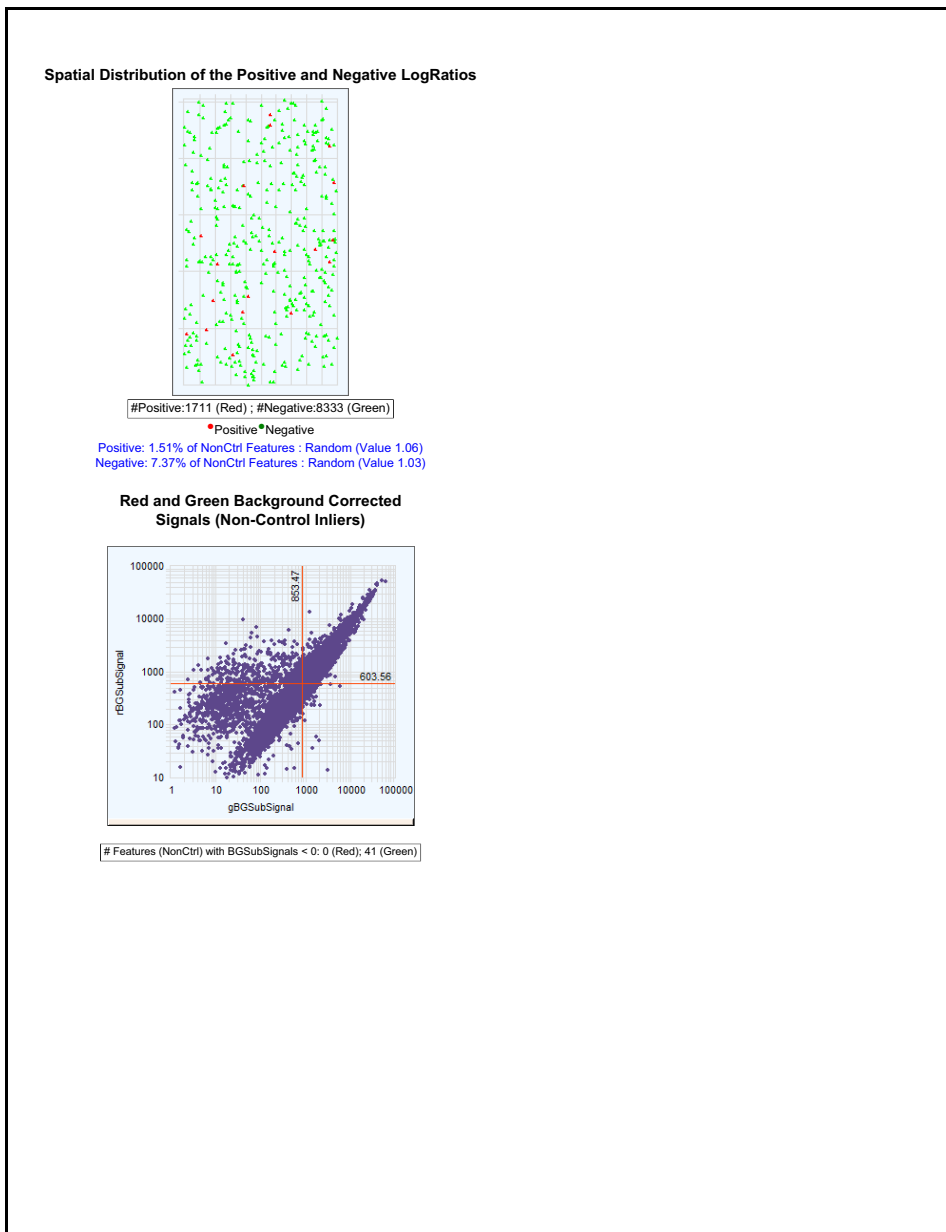 Spatial Distribution of the Positive and Negative LogRatios
#Positive:1711 (Red) ; #Negative:8333 (Green)
Positive Negative
Positive: 1.51% of NonCtrl Features : Random (Value 1.06)
Negative: 7.37% of NonCtrl Features : Random (Value 1.03)
Red and Green Background Corrected
Signals (Non-Control Inliers)
100000
10000
1000
100
10
rBGSubSignal
853.47
603.56
1 10 100 1000 10000 100000
gBGSubSignal
# Features (NonCtrl) with BGSubSignals < 0: 0 (Red); 41 (Green)